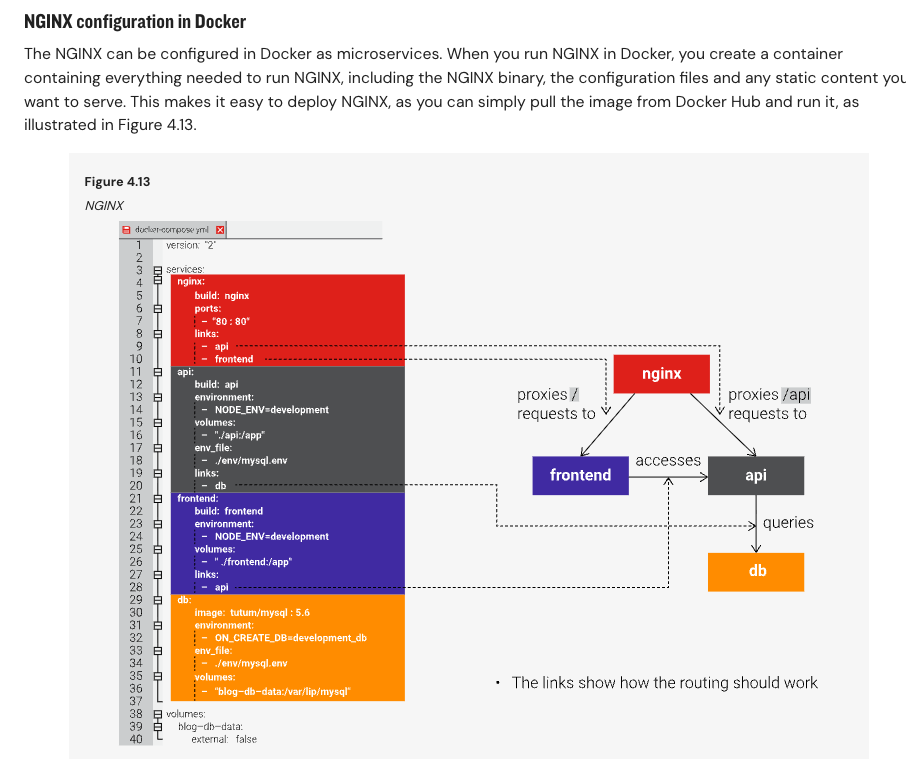 NGINX configuration in Docker
The NGINX can be configured in Docker as microservices. When you run NGINX in Docker, you create a container
containing everything needed to run NGINX, including the NGINX binary, the configuration files and any static content you
want to serve. This makes it easy to deploy NGINX, as you can simply pull the image from Docker Hub and run it, as
illustrated in Figure 4.13.
Figure 4.13
NGINX
docker-compose.yml
1 version: "2"
2
3 services:
4 nginx:
5 build: nginx
6 ports:
7 – "80 : 80"
8 links:
9 – api
10 – frontend
11 api:
12 build: api
13 environment:
14 – NODE_ENV=development
15 volumes:
16 – "./api:/app"
17 env_file:
18 – ./env/mysql.env
19 links:
20 – db
21 frontend:
22 build: frontend
23 environment:
24 – NODE_ENV=development
25 volumes:
26 – " ./frontend:/app"
27 links:
28 – api
29 db:
30 image: tutum/mysql : 5.6
31 environment:
32 – ON_CREATE_DB=development_db
33 env_file:
34 – ./env/mysql.env
35 volumes:
36 – "blog–db–data:/var/lip/mysql"
37
38 volumes:
39 blog–db–data:
40 external: false
nginx
proxies /
requests to
proxies /api
requests to
frontend
accesses
api
queries
db
• The links show how the routing should work